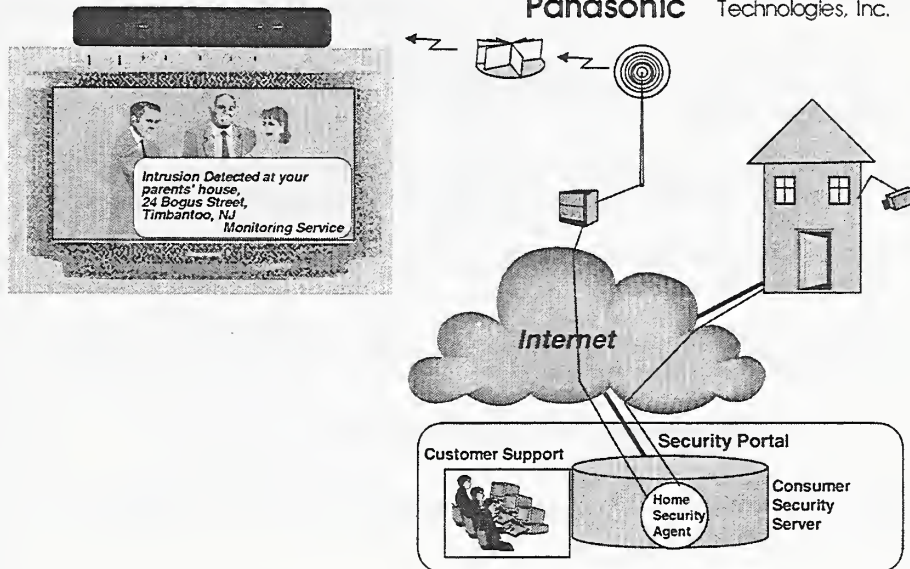 Panasonic Technologies, Inc.
Intrusion Detected at your
parents' house,
24 Bogus Street,
Timbantoo, NJ
Monitoring Service
Internet
Security Portal
Customer Support
Home
Security
Agent
Consumer
Security
Server